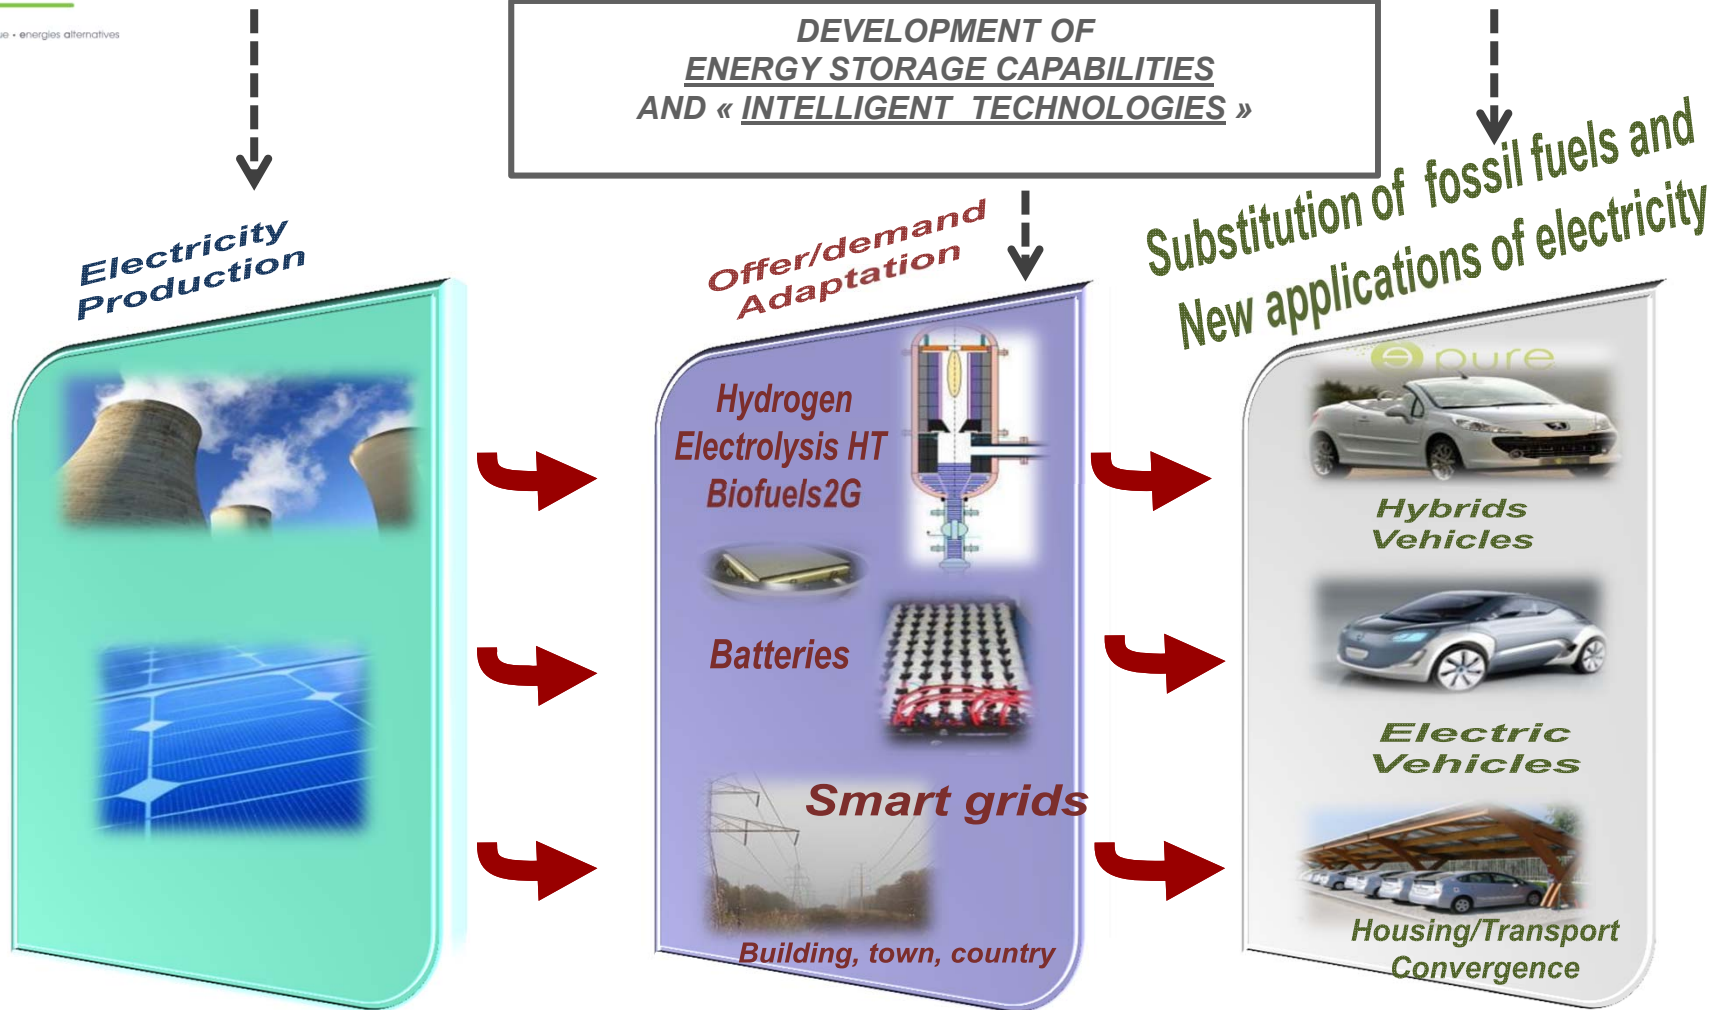 ue • energies alternatives
DEVELOPMENT OF
ENERGY STORAGE CAPABILITIES
AND « INTELLIGENT TECHNOLOGIES »
Electricity
Production
Offer/demand
Adaptation
Substitution of fossil fuels and
New applications of electricity
Hydrogen
Electrolysis HT
Biofuels2G
Batteries
Smart grids
Building, town, country
e pure
Hybrids
Vehicles
Electric
Vehicles
Housing/Transport
Convergence